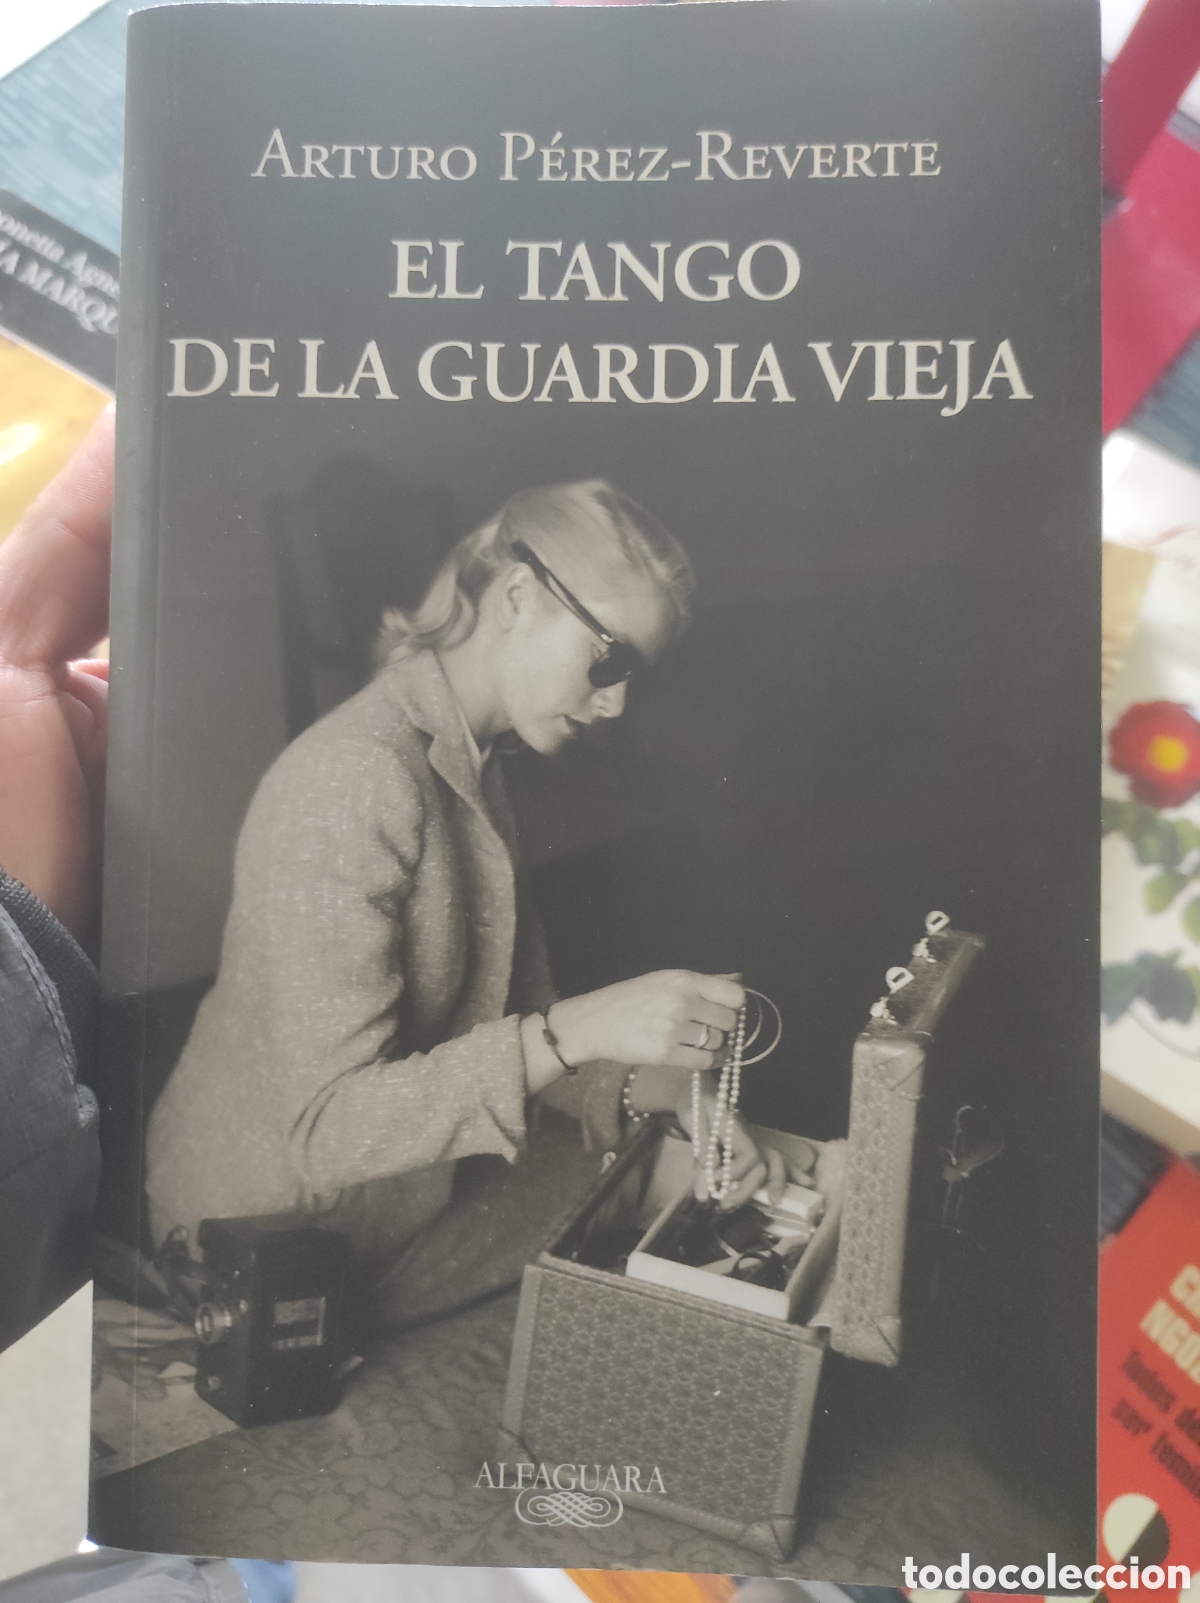 ARTURO PÉREZ-REVERTE
EL TANGO
DE LA GUARDIA VIEJA
ALFAGUARA
todocoleccion